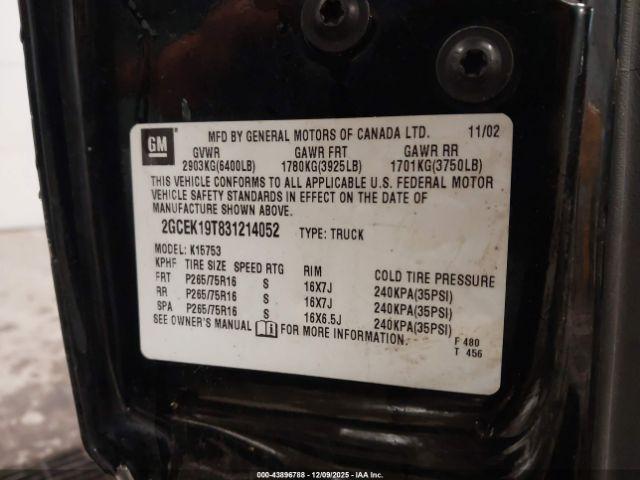 GM MFD BY GENERAL MOTORS OF CANADA LTD. 11/02
GVWR GAWR FRT GAWR RR
2903KG(6400LB) 1780KG(3925LB) 1701KG(3750LB)
THIS VEHICLE CONFORMS TO ALL APPLICABLE U.S. FEDERAL MOTOR
VEHICLE SAFETY STANDARDS IN EFFECT ON THE DATE OF
MANUFACTURE SHOWN ABOVE.
2GCEK19T831214052 TYPE: TRUCK
MODEL: K15753
KPHF TIRE SIZE SPEED RTG RIM COLD TIRE PRESSURE
FRT P265/75R16 S 16X7J 240KPA(35PSI)
RR P265/75R16 S 16X7J 240KPA(35PSI)
SPA P265/75R16 S 16X6.5J 240KPA(35PSI)
SEE OWNER'S MANUAL FOR MORE INFORMATION.
F 480
T 456
000-43896788 - 12/09/2025 - IAA Inc.